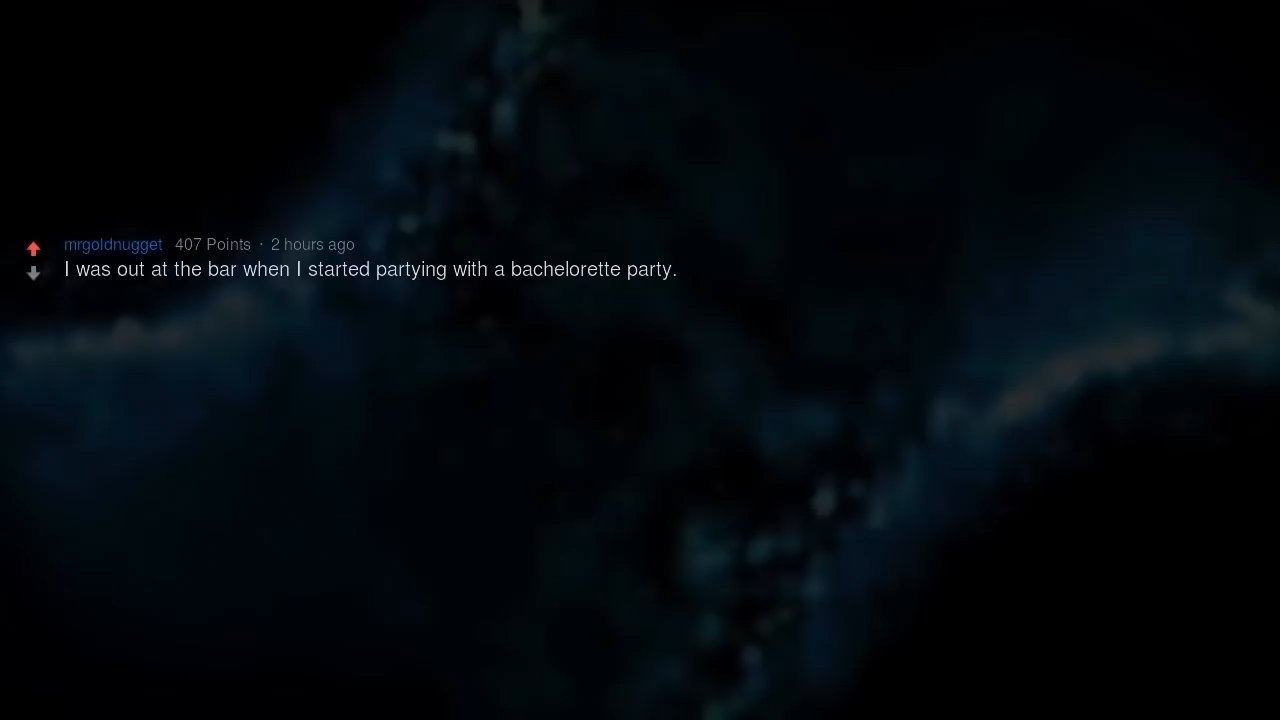 mrgoldnugget 407 Points · 2 hours ago
I was out at the bar when I started partying with a bachelorette party.